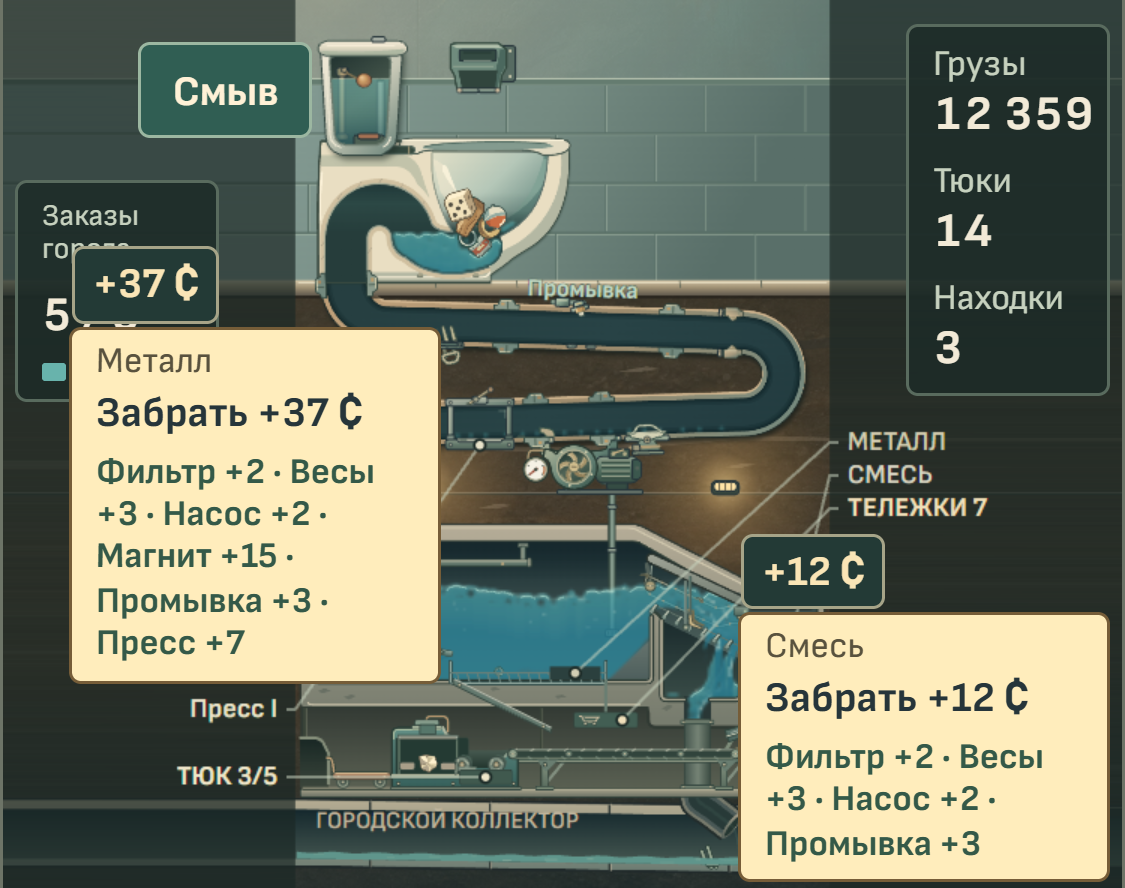 Смыв
Грузы
12 359
Тюки
14
Находки
3
Заказы
+37 ₵
Промывка
Металл
Забрать +37 ₵
Фильтр +2 · Весы
+3 · Насос +2 ·
Магнит +15 ·
Промывка +3 ·
Пресс +7
МЕТАЛЛ
СМЕСЬ
ТЕЛЕЖКИ 7
+12 ₵
Смесь
Забрать +12 ₵
Фильтр +2 · Весы
+3 · Насос +2 ·
Промывка +3
Пресс I
ТЮК 3/5
ГОРОДСКОЙ КОЛЛЕКТОР